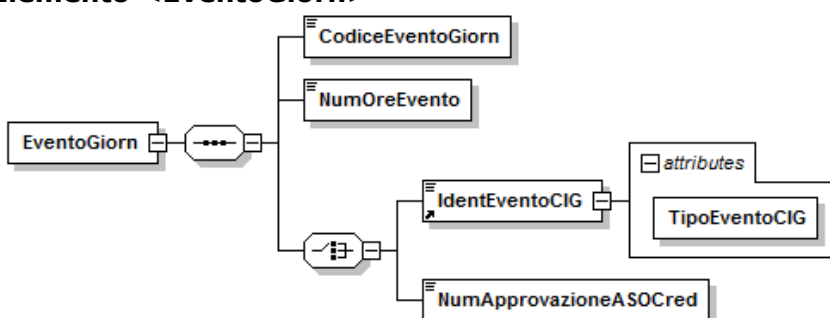 Elemento <EventoGiorn>
CodiceEventoGiorn
NumOreEvento
EventoGiorn
attributes
IdentEventoCIG
TipoEventoCIG
NumApprovazioneASOCred